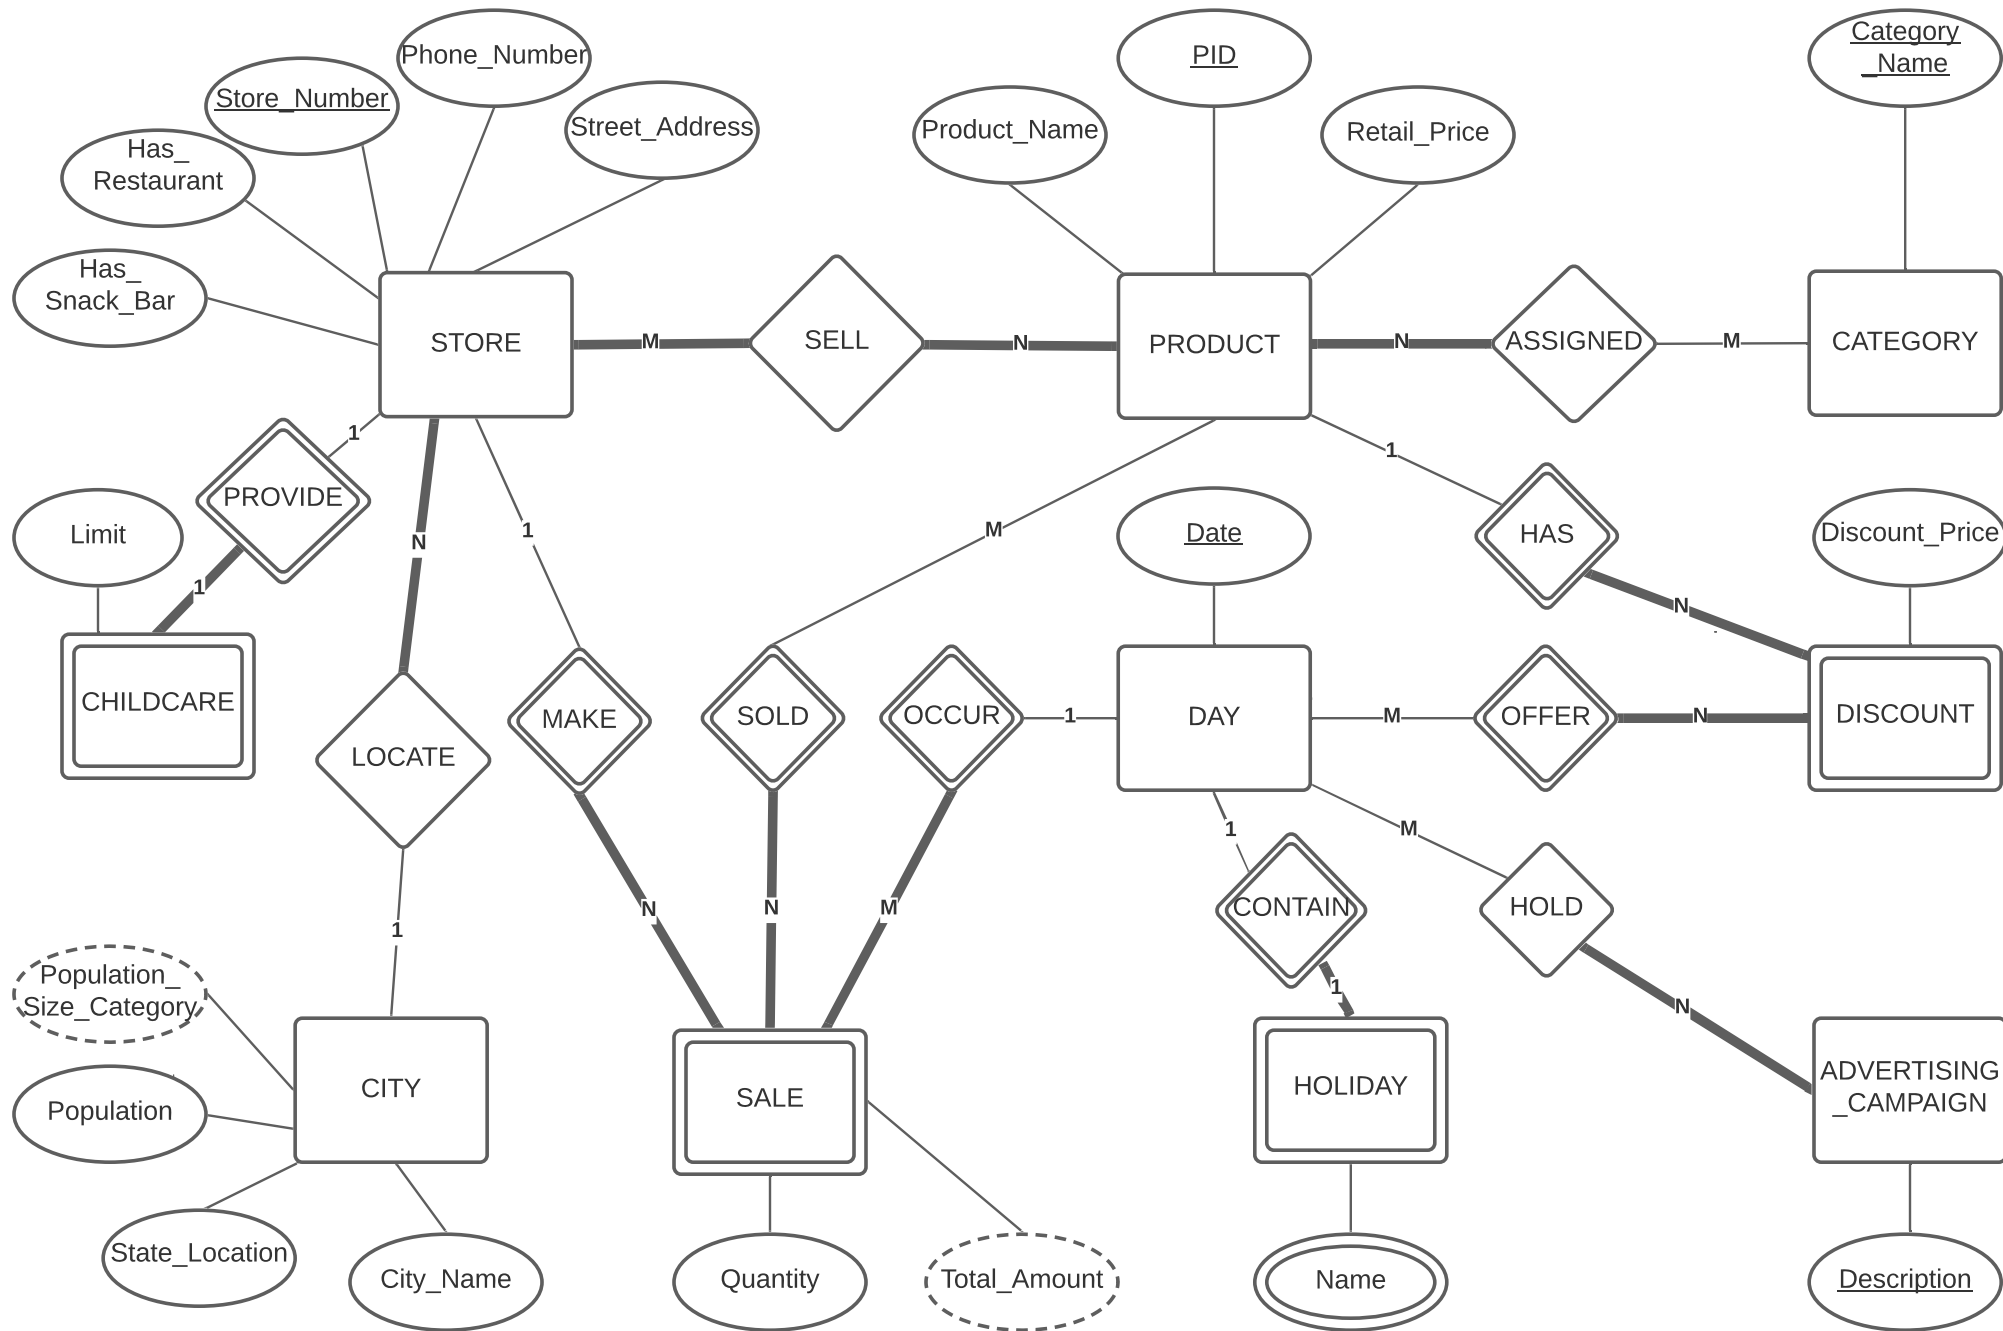 Phone_Number
Store_Number
Street_Address
Has_
Restaurant
Has_
Snack_Bar
PID
Product_Name
Retail_Price
Category
_Name
STORE
M
SELL
N
PRODUCT
N
ASSIGNED
M
CATEGORY
1
PROVIDE
Limit
1
CHILDCARE
N
LOCATE
1
1
MAKE
N
M
SOLD
N
OCCUR
M
1
Date
DAY
1
HAS
N
Discount_Price
M
OFFER
N
DISCOUNT
1
CONTAIN
1
M
HOLD
N
Population_
Size_Category
Population
CITY
State_Location
City_Name
SALE
Quantity
Total_Amount
HOLIDAY
Name
ADVERTISING
_CAMPAIGN
Description